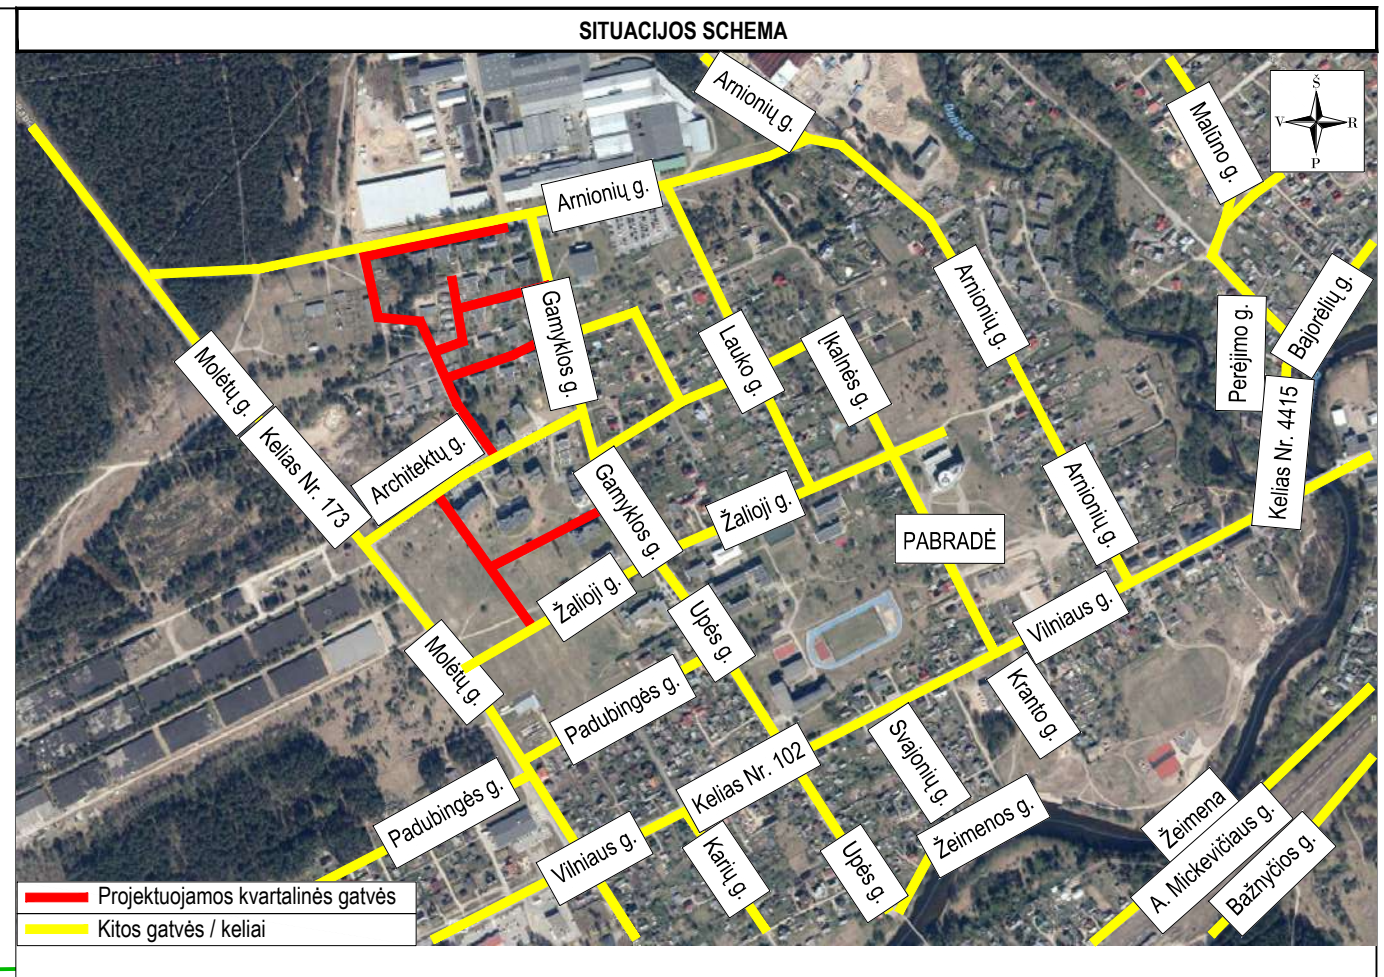 SITUACIJOS SCHEMA
Arnionių g.
Malūno g.
Š
V
R
P
Arnionių g.
Arnionių g.
Bajorėlių g.
Perėjimo g.
Gamyklos g.
Lauko g.
Įkalnės g.
Molėtų g.
Kelias Nr. 173
Architektų g.
Kelias Nr. 4415
Gamyklos g.
Žalioji g.
Arnionių g.
PABRADĖ
Žalioji g.
Upės g.
Vilniaus g.
Molėtų g.
Padubingės g.
Kranto g.
Svajonių g.
Kelias Nr. 102
Padubingės g.
Vilniaus g.
Karių g.
Upės g.
Žeimenos g.
Žeimena
A. Mickevičiaus g.
Bažnyčios g.
Projektuojamos kvartalinės gatvės
Kitos gatvės / keliai